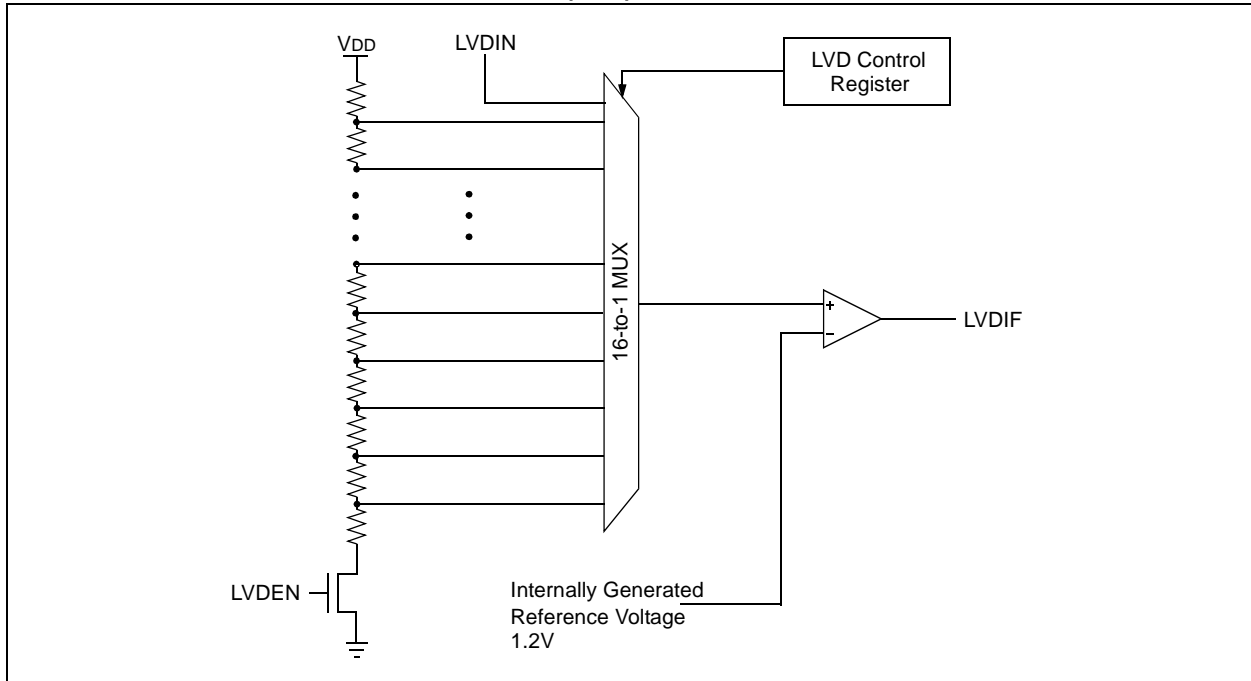 VDD
LVDIN
LVD Control
Register
16-to-1 MUX
+
−
LVDIF
LVDEN
Internally Generated
Reference Voltage
1.2V